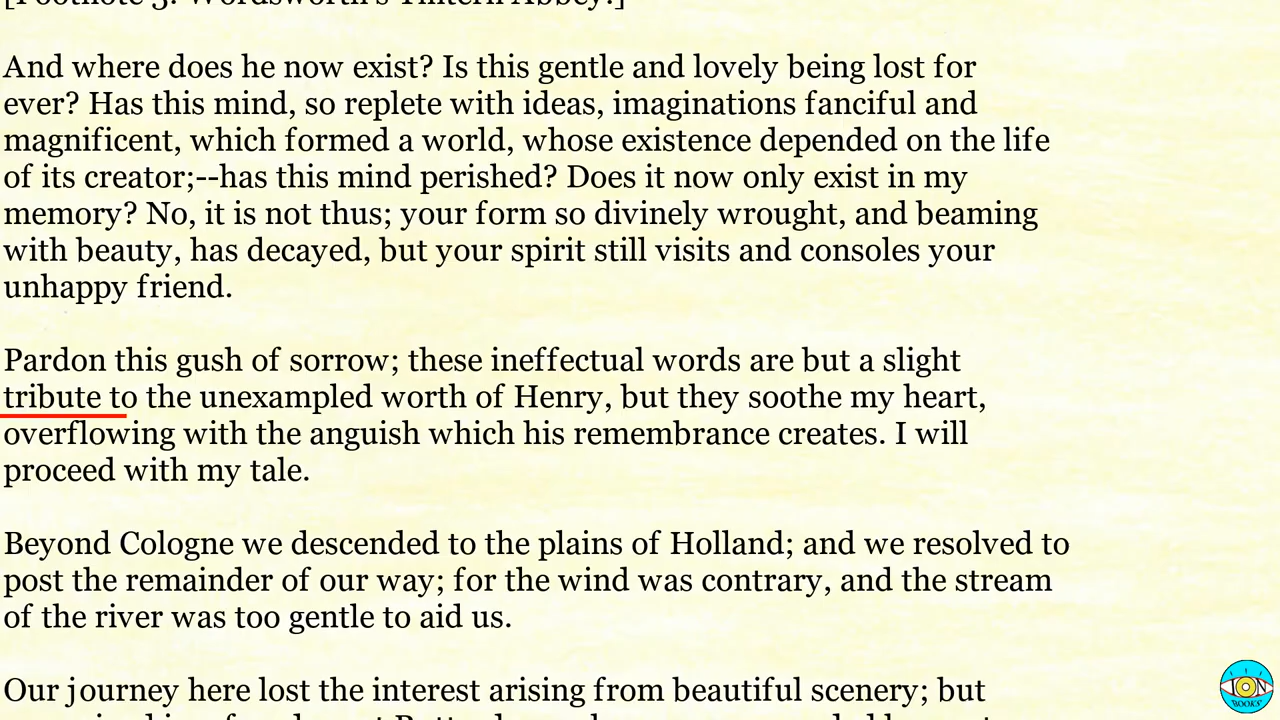 [Footnote 3: Wordsworth's Tintern Abbey.]
And where does he now exist? Is this gentle and lovely being lost for
ever? Has this mind, so replete with ideas, imaginations fanciful and
magnificent, which formed a world, whose existence depended on the life
of its creator;--has this mind perished? Does it now only exist in my
memory? No, it is not thus; your form so divinely wrought, and beaming
with beauty, has decayed, but your spirit still visits and consoles your
unhappy friend.
Pardon this gush of sorrow; these ineffectual words are but a slight
tribute to the unexampled worth of Henry, but they soothe my heart,
overflowing with the anguish which his remembrance creates. I will
proceed with my tale.
Beyond Cologne we descended to the plains of Holland; and we resolved to
post the remainder of our way; for the wind was contrary, and the stream
of the river was too gentle to aid us.
Our journey here lost the interest arising from beautiful scenery; but
ION
BOOKS